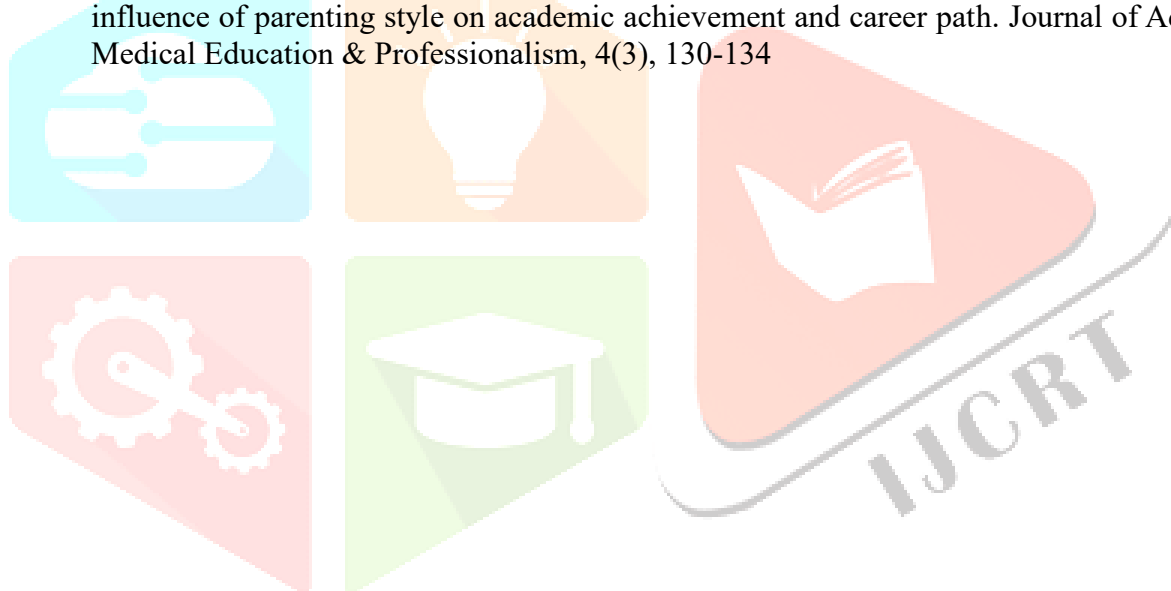 influence of parenting style on academic achievement and career path. Journal of
Medical Education & Professionalism, 4(3), 130-134
IJCRT